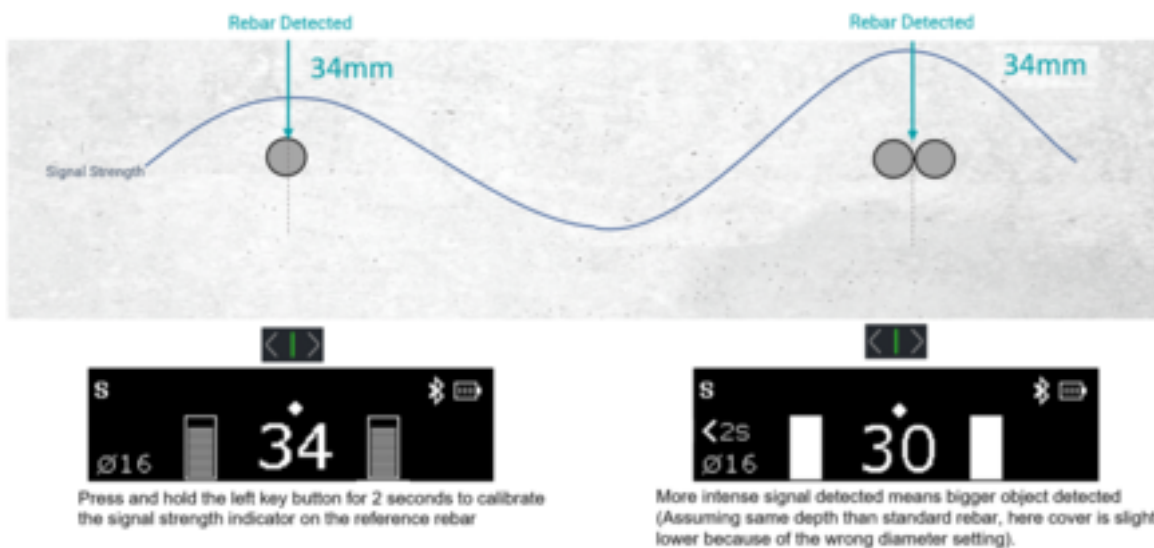 Rebar Detected
Rebar Detected
34mm
34mm
Signal Strength
S
34
Ø16
S
<2s
30
Ø16
Press and hold the left key button for 2 seconds to calibrate
the signal strength indicator on the reference rebar
More intense signal detected means bigger object detected
(Assuming same depth than standard rebar, here cover is slight
lower because of the wrong diameter setting).